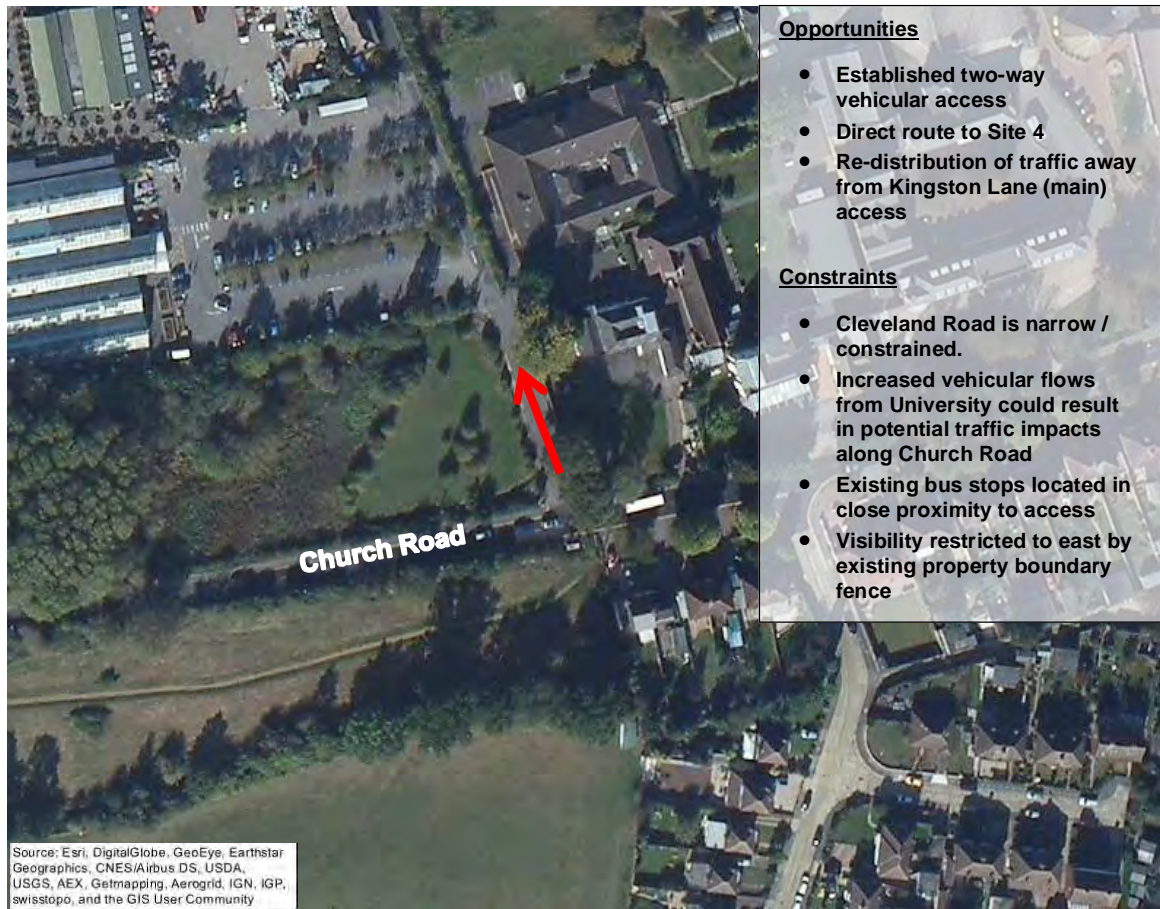 Opportunities
• Established two-way
vehicular access
• Direct route to Site 4
• Re-distribution of traffic away
from Kingston Lane (main)
access
Constraints
• Cleveland Road is narrow /
constrained.
• Increased vehicular flows
from University could result
in potential traffic impacts
along Church Road
• Existing bus stops located in
close proximity to access
• Visibility restricted to east by
existing property boundary
fence
Church Road
Source: Esri, DigitalGlobe, GeoEye, Earthstar
Geographics, CNES/Airbus DS, USDA,
USGS, AEX, Getmapping, Aerogrid, IGN, IGP,
swisstopo, and the GIS User Community